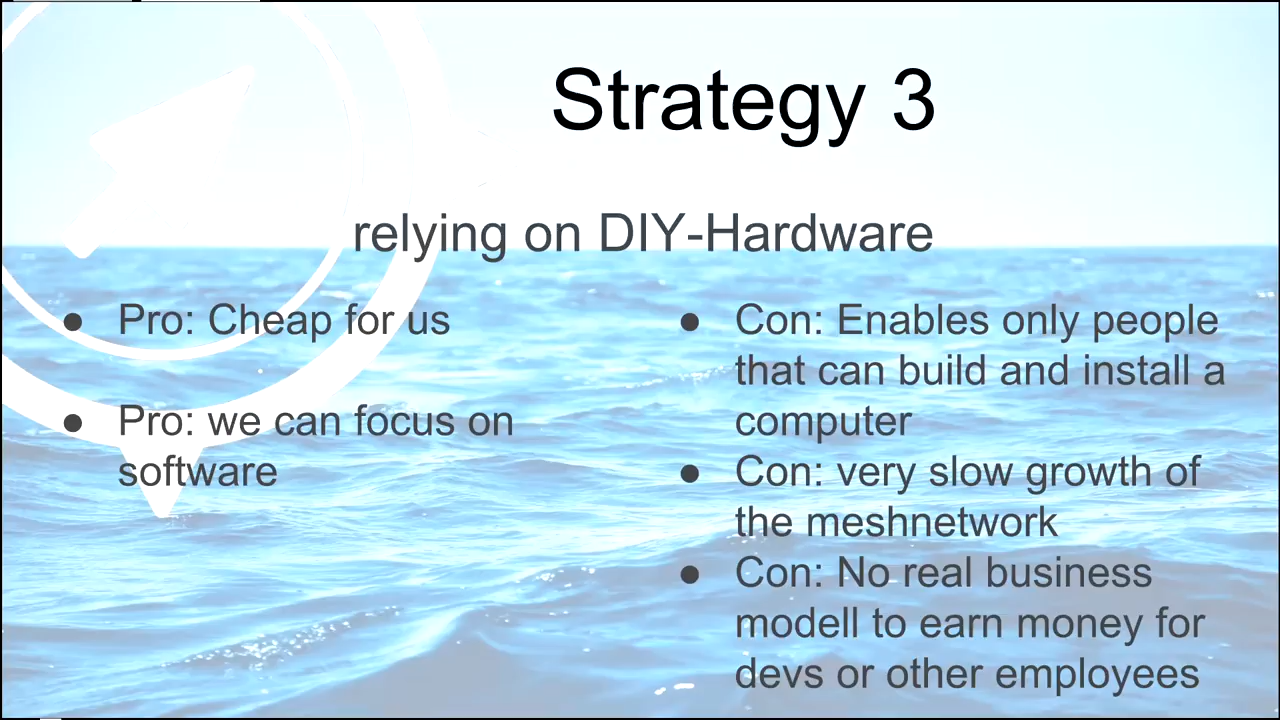 Strategy 3
relying on DIY-Hardware
● Pro: Cheap for us
● Pro: we can focus on
software
● Con: Enables only people
that can build and install a
computer
● Con: very slow growth of
the meshnetwork
● Con: No real business
modell to earn money for
devs or other employees